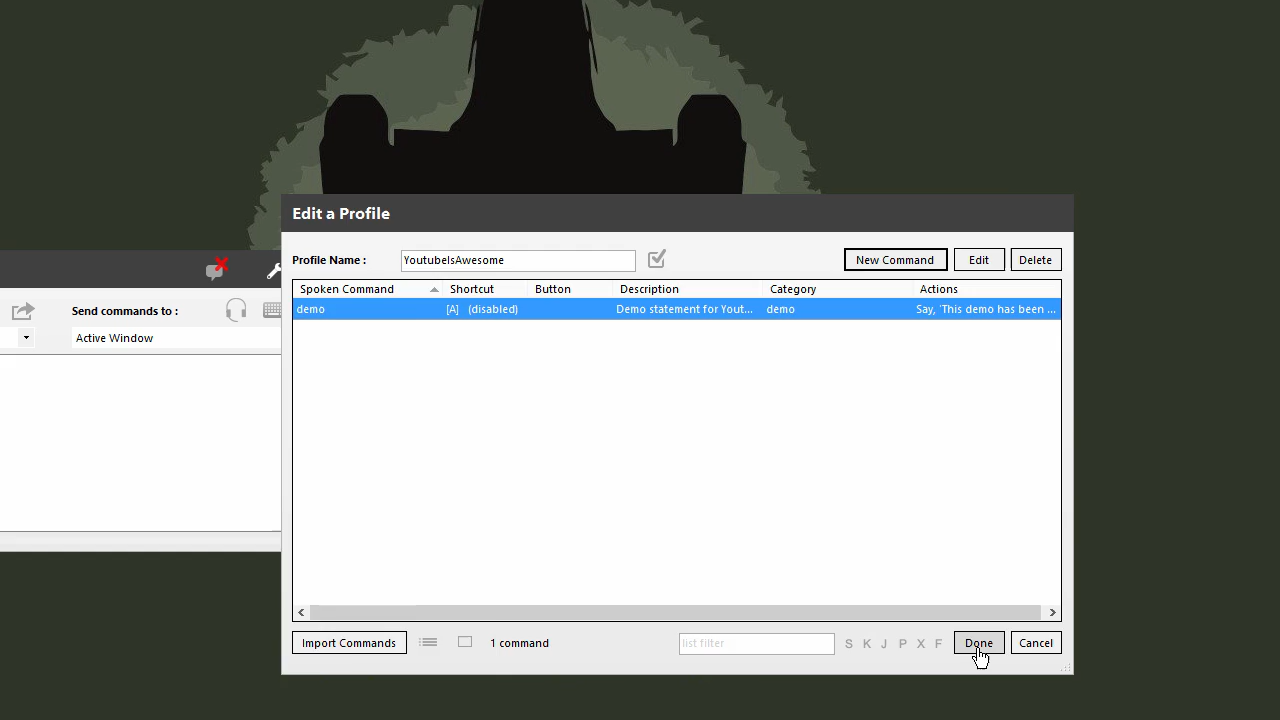 Edit a Profile
Profile Name :
YoutubeIsAwesome
New Command
Edit
Delete
Spoken Command
Shortcut
Button
Description
Category
Actions
demo
[A] (disabled)
Demo statement for Yout...
demo
Say, 'This demo has been ...
Send commands to :
Active Window
Import Commands
1 command
list filter
S K J P X F
Done
Cancel